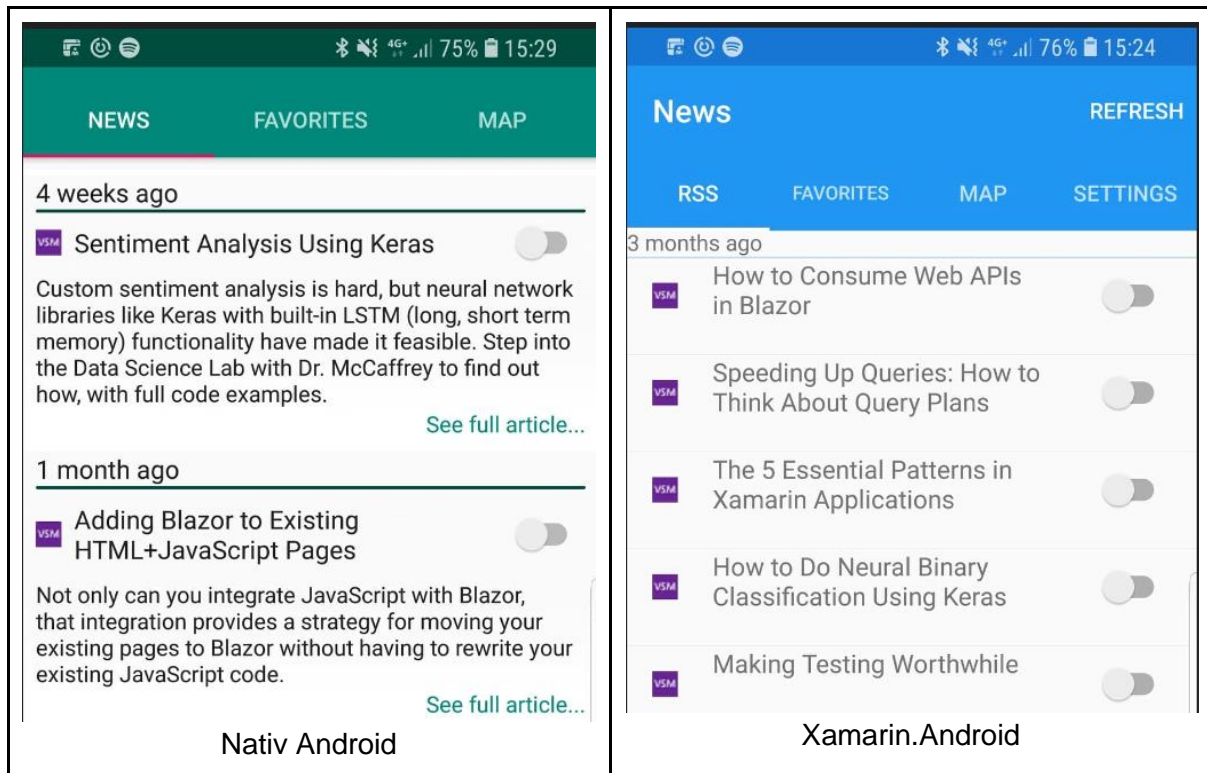 75% 15:29
NEWS FAVORITES MAP
4 weeks ago
VSM Sentiment Analysis Using Keras
Custom sentiment analysis is hard, but neural network
libraries like Keras with built-in LSTM (long, short term
memory) functionality have made it feasible. Step into
the Data Science Lab with Dr. McCaffrey to find out
how, with full code examples.
See full article...
1 month ago
VSM Adding Blazor to Existing
HTML+JavaScript Pages
Not only can you integrate JavaScript with Blazor,
that integration provides a strategy for moving your
existing pages to Blazor without having to rewrite your
existing JavaScript code.
See full article...
Nativ Android
4G+ 76% 15:24
News REFRESH
RSS FAVORITES MAP SETTINGS
3 months ago
VSM How to Consume Web APIs
in Blazor
VSM Speeding Up Queries: How to
Think About Query Plans
VSM The 5 Essential Patterns in
Xamarin Applications
VSM How to Do Neural Binary
Classification Using Keras
VSM Making Testing Worthwhile
Xamarin.Android